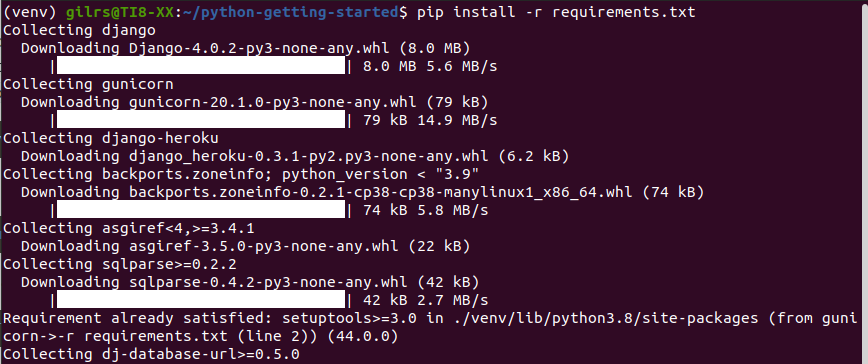 (venv) gilrs@TI8-XX:~/python-getting-started$ pip install -r requirements.txt
Collecting django
  Downloading Django-4.0.2-py3-none-any.whl (8.0 MB)
     |                                | 8.0 MB 5.6 MB/s
Collecting gunicorn
  Downloading gunicorn-20.1.0-py3-none-any.whl (79 kB)
     |                                | 79 kB 14.9 MB/s
Collecting django-heroku
  Downloading django_heroku-0.3.1-py2.py3-none-any.whl (6.2 kB)
Collecting backports.zoneinfo; python_version < "3.9"
  Downloading backports.zoneinfo-0.2.1-cp38-cp38-manylinux1_x86_64.whl (74 kB)
     |                                | 74 kB 5.8 MB/s
Collecting asgiref<4,>=3.4.1
  Downloading asgiref-3.5.0-py3-none-any.whl (22 kB)
Collecting sqlparse>=0.2.2
  Downloading sqlparse-0.4.2-py3-none-any.whl (42 kB)
     |                                | 42 kB 2.7 MB/s
Requirement already satisfied: setuptools>=3.0 in ./venv/lib/python3.8/site-packages (from guni
corn->-r requirements.txt (line 2)) (44.0.0)
Collecting dj-database-url>=0.5.0